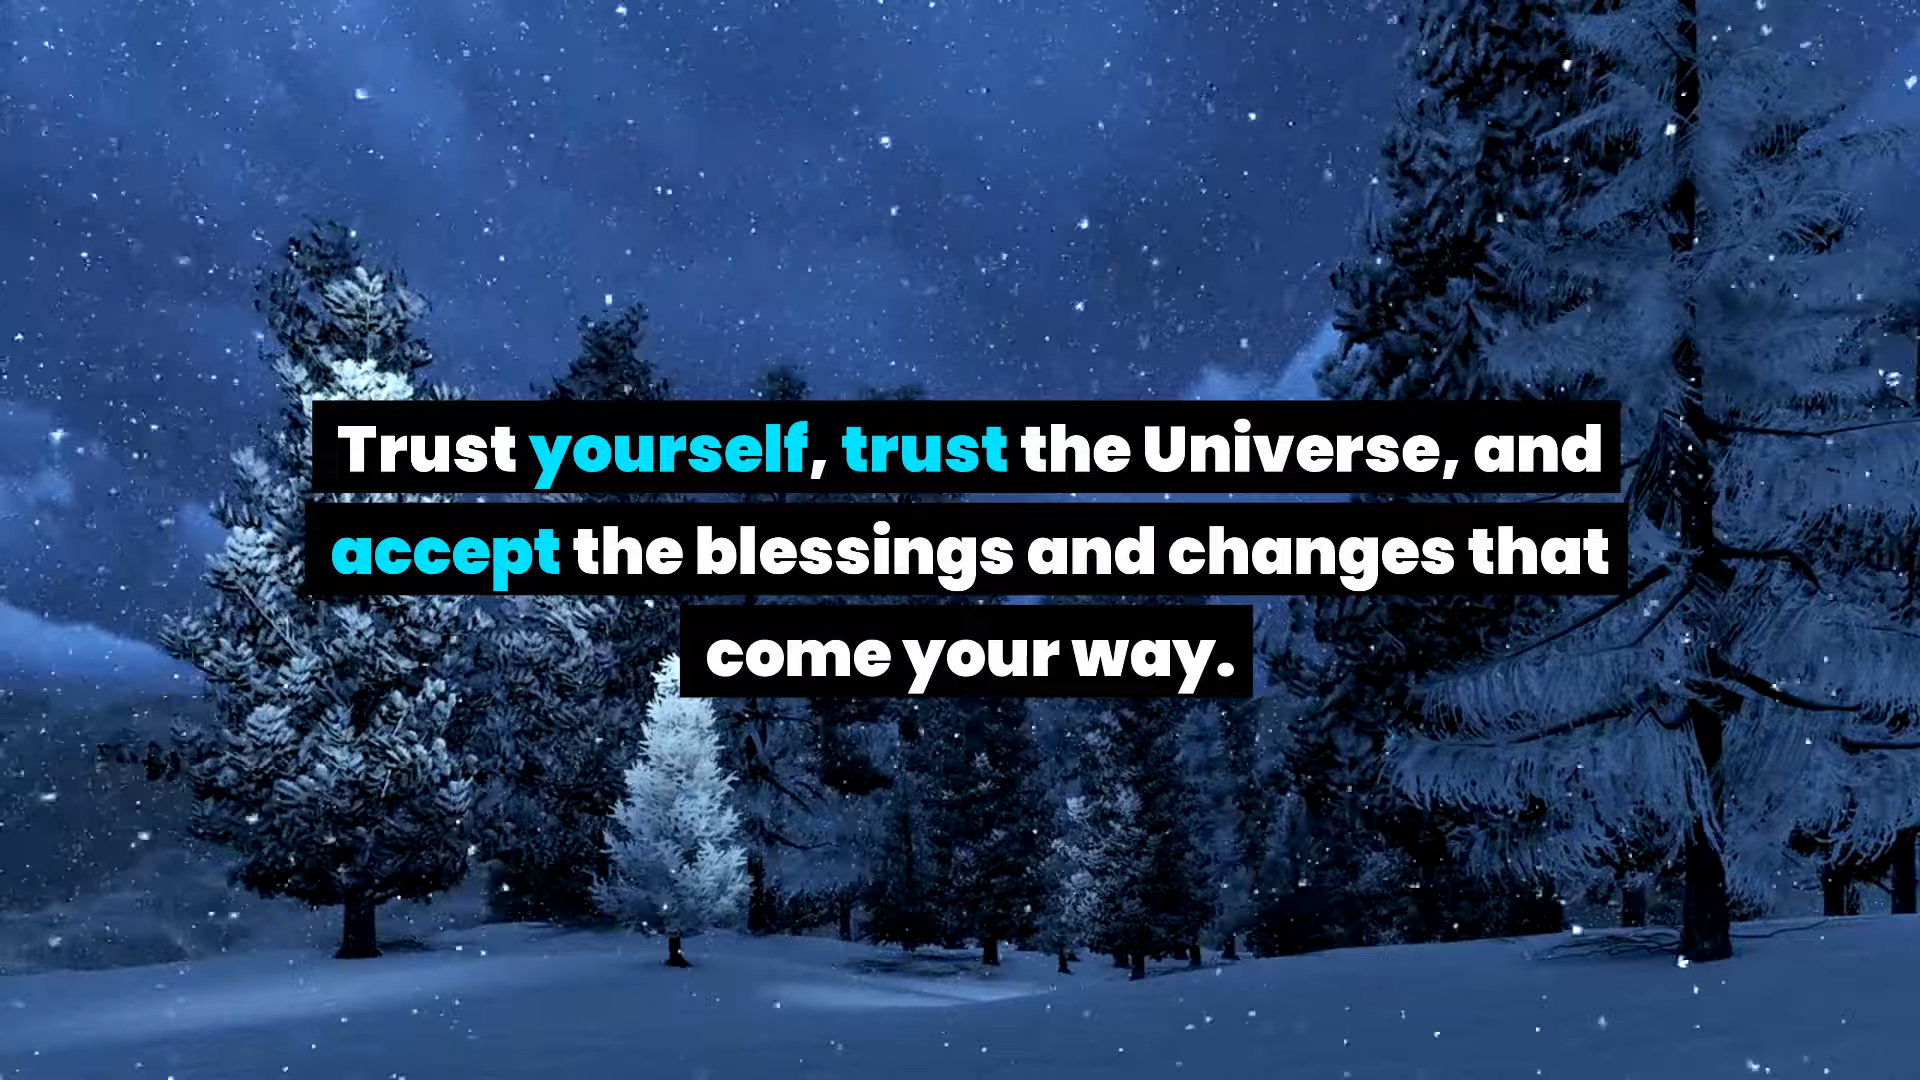 Trust yourself, trust the Universe, and
accept the blessings and changes that
come your way.